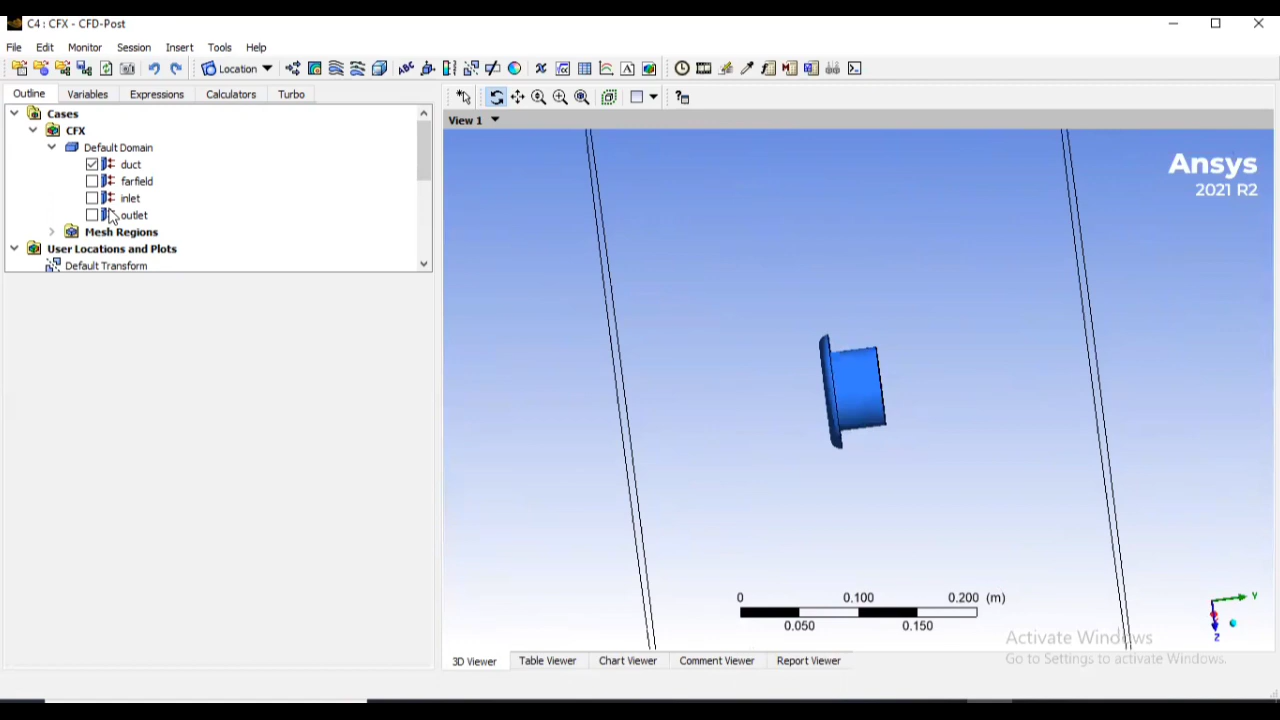 C4 : CFX - CFD-Post
File Edit Monitor Session Insert Tools Help
Location
Outline Variables Expressions Calculators Turbo
Cases
CFX
Default Domain
duct
farfield
inlet
outlet
Mesh Regions
User Locations and Plots
Default Transform
View 1
Ansys
2021 R2
0 0.100 0.200 (m)
0.050 0.150
Y
Z
Activate Windows
Go to Settings to activate Windows.
3D Viewer Table Viewer Chart Viewer Comment Viewer Report Viewer